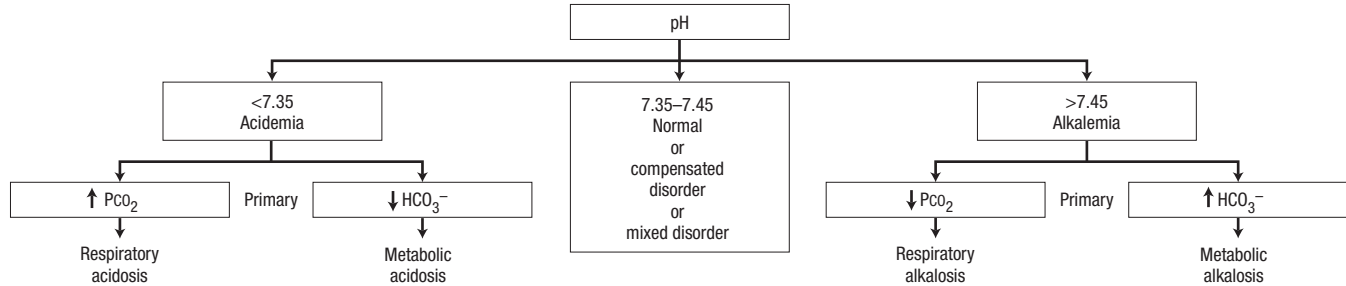 pH
<7.35
Acidemia
7.35–7.45
Normal
or
compensated
disorder
or
mixed disorder
>7.45
Alkalemia
↑ PCO2
Primary
↓ HCO3−
↓ PCO2
Primary
↑ HCO3−
Respiratory
acidosis
Metabolic
acidosis
Respiratory
alkalosis
Metabolic
alkalosis